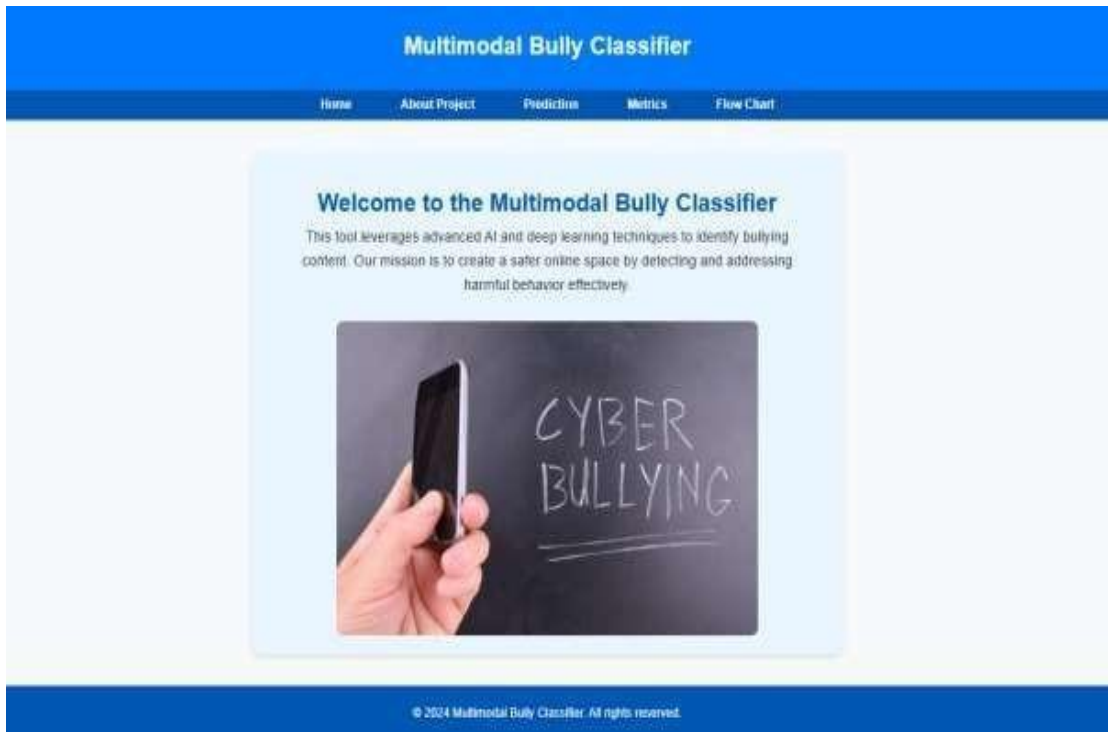 Multimodal Bully Classifier
Home About Project Prediction Metrics Flow Chart
Welcome to the Multimodal Bully Classifier
This tool leverages advanced AI and deep learning techniques to identify bullying
content. Our mission is to create a safer online space by detecting and addressing
harmful behavior effectively.
CYBER
BULLYING
© 2024 Multimodal Bully Classifier. All rights reserved.